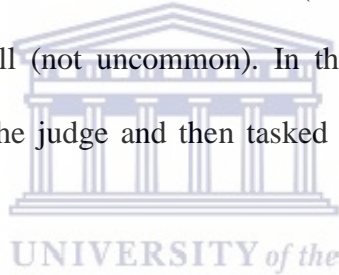 ll (not uncommon). In th
he judge and then tasked
UNIVERSITY of the